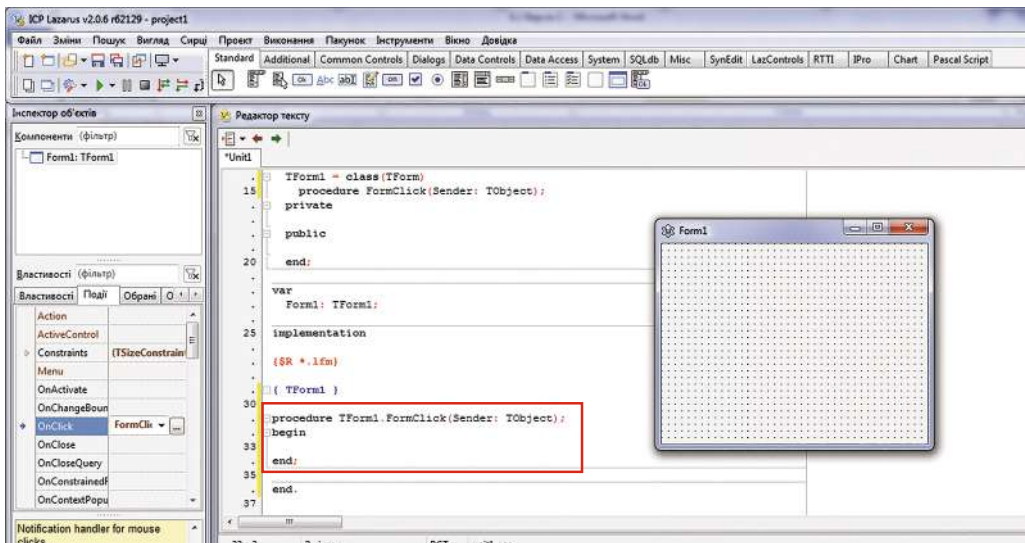 ІСР Lazarus v2.0.6 r62129 - project1
Файл Зміни Пошук Вигляд Сирці Проект Виконання Пакунок Інструменти Вікно Довідка
Standard Additional Common Controls Dialogs Data Controls Data Access System SQLdb Misc SynEdit LazControls RTTI IPro Chart Pascal Script
Інспектор об'єктів
Компоненти (фільтр)
Form1: TForm1
Властивості (фільтр)
Властивості Події Обрані О
Action
ActiveControl
Constraints (TSizeConstrain
Menu
OnActivate
OnChangeBoun
OnClick FormCli
OnClose
OnCloseQuery
OnConstrainedR
OnContextPopu
Notification handler for mouse
clicks
Редактор тексту
*Unit1
TForm1 = class(TForm)
15 procedure FormClick(Sender: TObject);
private
public
20 end;
var
Form1: TForm1;
25 implementation
{$R *.lfm}
{ TForm1 }
30
procedure TForm1.FormClick(Sender: TObject);
begin
33
end;
35
end.
37
Form1